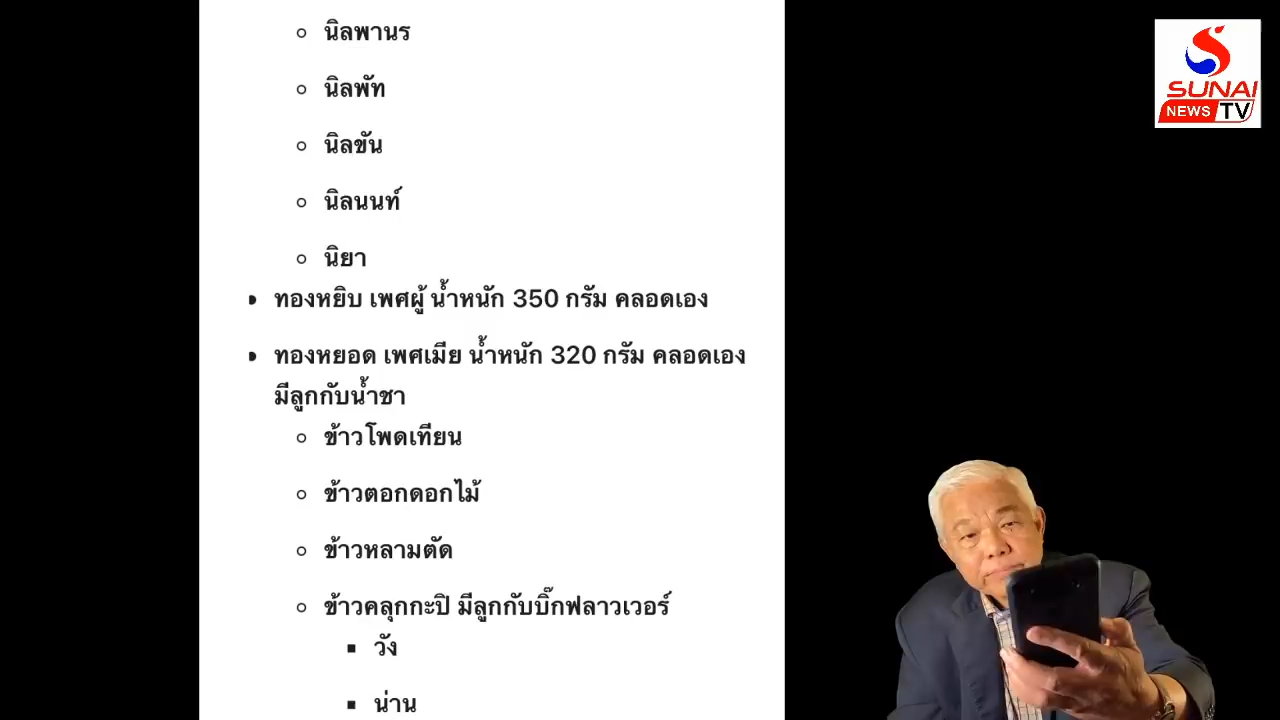 นิลพานร
นิลพัท
นิลขัน
นิลนนท์
นิยา
ทองหยิบ เพศผู้ น้ำหนัก 350 กรัม คลอดเอง
ทองหยอด เพศเมีย น้ำหนัก 320 กรัม คลอดเอง
มีลูกกับน้ำชา
ข้าวโพดเทียน
ข้าวตอกดอกไม้
ข้าวหลามตัด
ข้าวคลุกกะปิ มีลูกกับบิ๊กฟลาวเวอร์
วัง
น่าน
SUNAI
NEWS TV